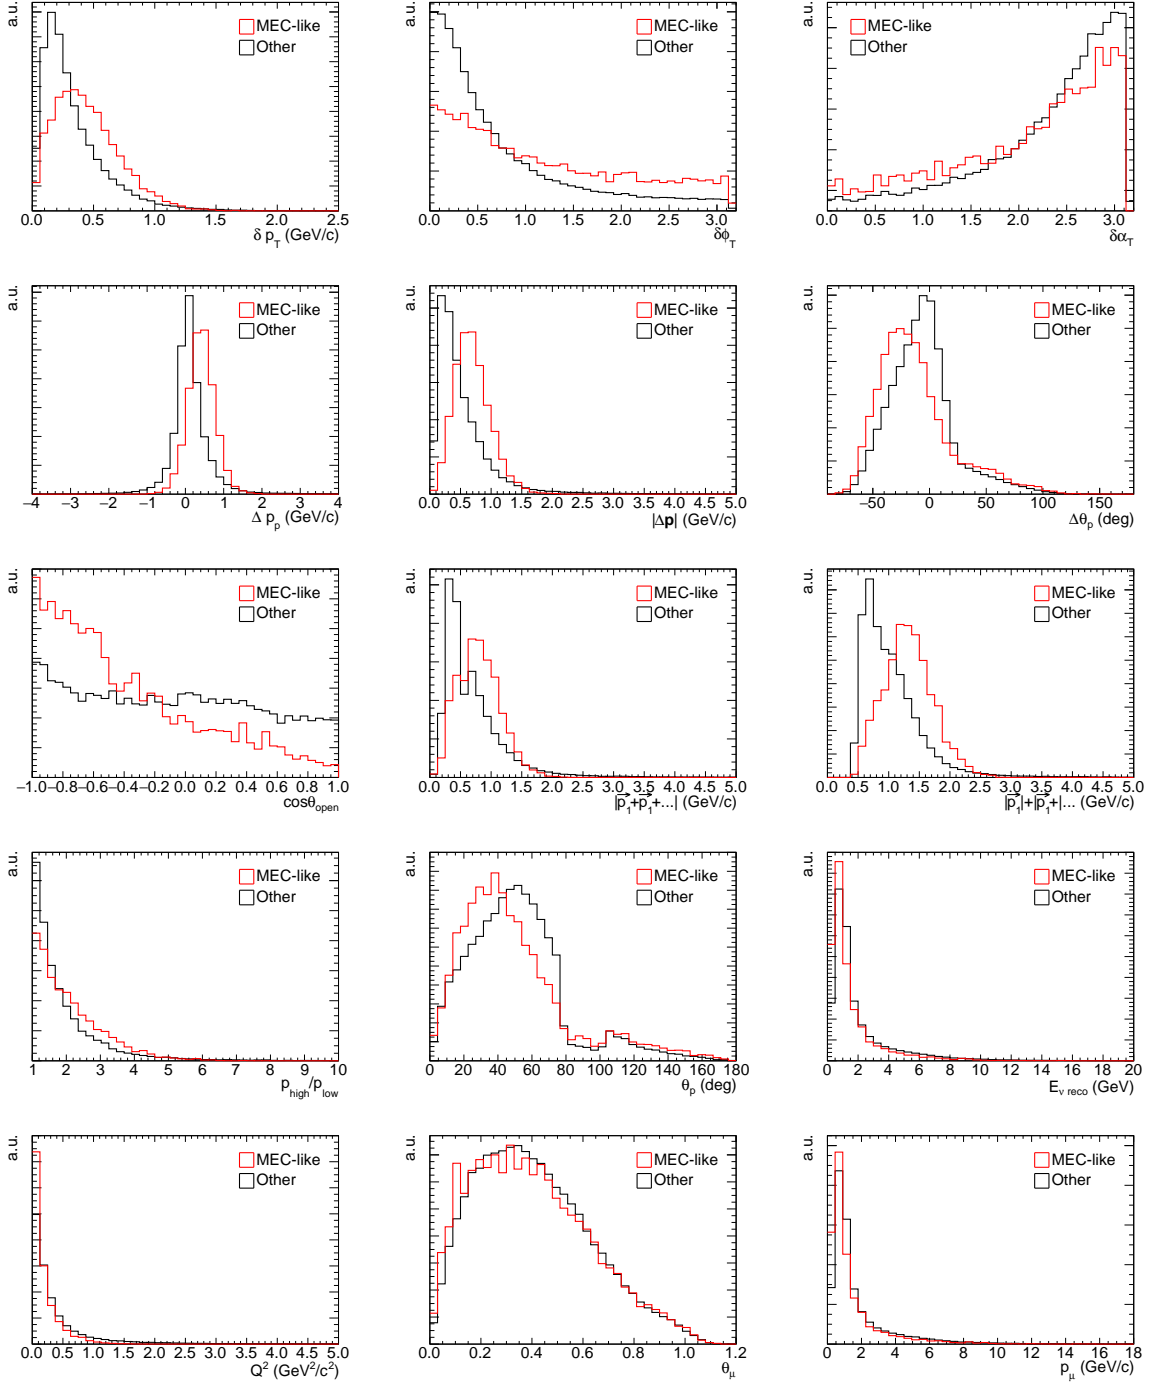 a.u.
MEC-like
Other
0.0 0.5 1.0 1.5 2.0 2.5
δ p_T (GeV/c)
a.u.
MEC-like
Other
0.0 0.5 1.0 1.5 2.0 2.5 3.0
δϕ_T
a.u.
MEC-like
Other
0.0 0.5 1.0 1.5 2.0 2.5 3.0
δα_T
a.u.
MEC-like
Other
−4 −3 −2 −1 0 1 2 3 4
Δ p_p (GeV/c)
a.u.
MEC-like
Other
0.0 0.5 1.0 1.5 2.0 2.5 3.0 3.5 4.0 4.5 5.0
|Δp| (GeV/c)
a.u.
MEC-like
Other
−50 0 50 100 150
Δθ_p (deg)
a.u.
MEC-like
Other
−1.0 −0.8 −0.6 −0.4 −0.2 0.0 0.2 0.4 0.6 0.8 1.0
cosθ_open
a.u.
MEC-like
Other
0.0 0.5 1.0 1.5 2.0 2.5 3.0 3.5 4.0 4.5 5.0
|p⃗_1+p⃗_1+...| (GeV/c)
a.u.
MEC-like
Other
0.0 0.5 1.0 1.5 2.0 2.5 3.0 3.5 4.0 4.5 5.0
|p⃗_1|+|p⃗_1+|... (GeV/c)
a.u.
MEC-like
Other
1 2 3 4 5 6 7 8 9 10
p_high/p_low
a.u.
MEC-like
Other
0 20 40 60 80 100 120 140 160 180
θ_p (deg)
a.u.
MEC-like
Other
0 2 4 6 8 10 12 14 16 18 20
E_ν reco (GeV)
a.u.
MEC-like
Other
0.0 0.5 1.0 1.5 2.0 2.5 3.0 3.5 4.0 4.5 5.0
Q² (GeV²/c²)
a.u.
MEC-like
Other
0.0 0.2 0.4 0.6 0.8 1.0 1.2
θ_μ
a.u.
MEC-like
Other
0 2 4 6 8 10 12 14 16 18
p_μ (GeV/c)